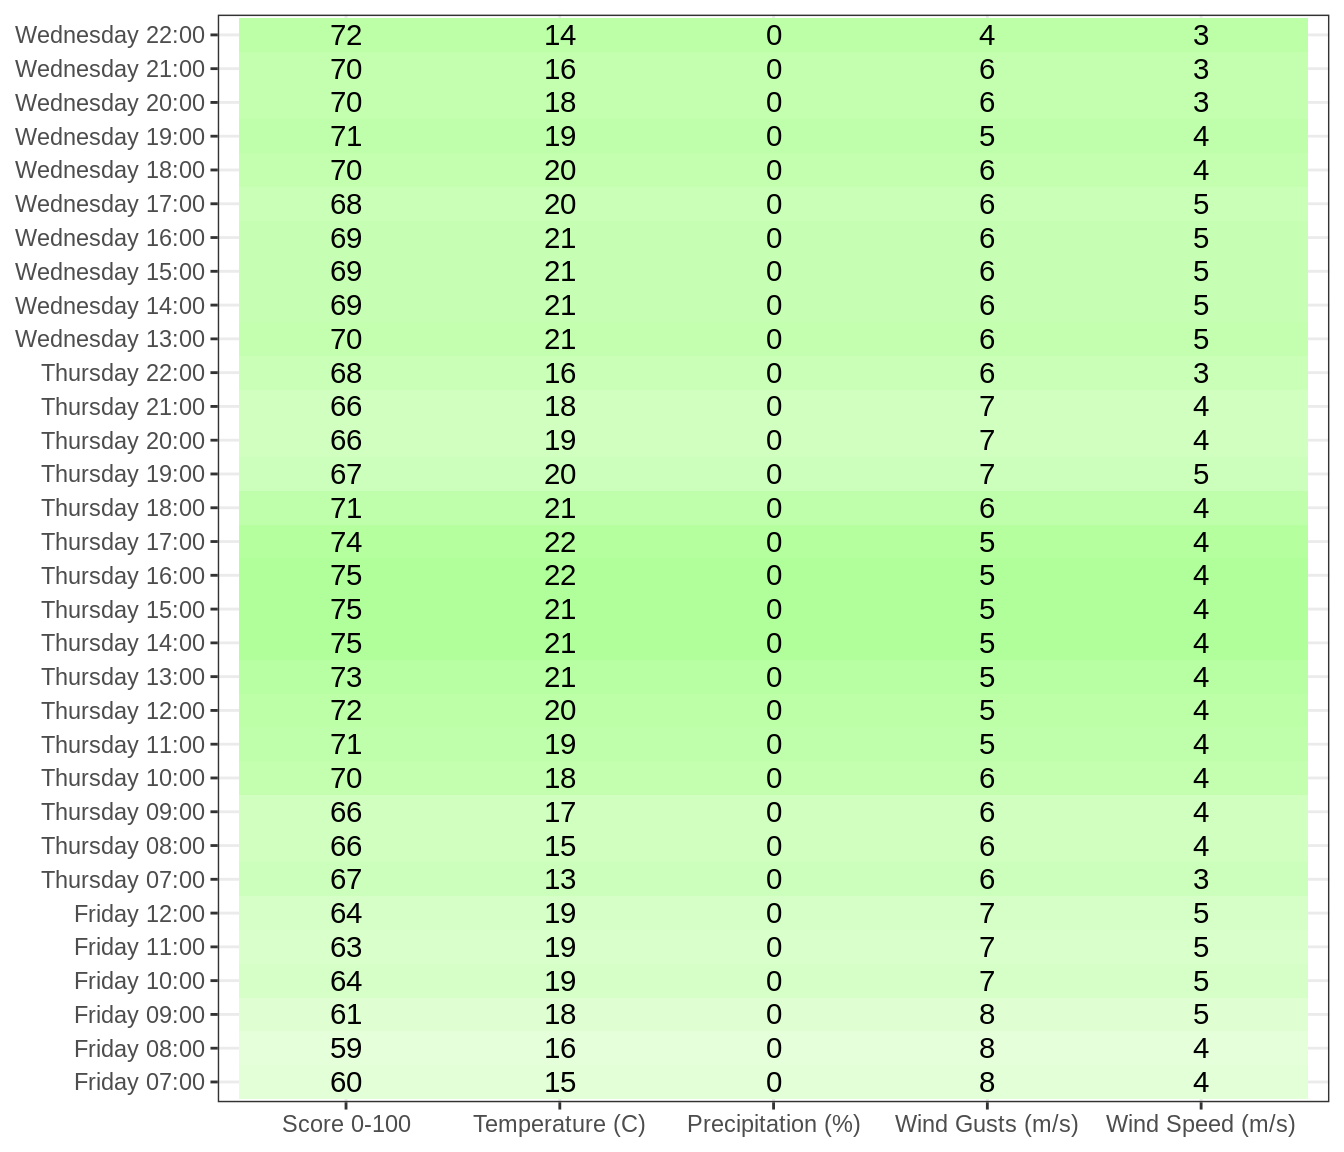 Wednesday 22:00 72 14 0 4 3
Wednesday 21:00 70 16 0 6 3
Wednesday 20:00 70 18 0 6 3
Wednesday 19:00 71 19 0 5 4
Wednesday 18:00 70 20 0 6 4
Wednesday 17:00 68 20 0 6 5
Wednesday 16:00 69 21 0 6 5
Wednesday 15:00 69 21 0 6 5
Wednesday 14:00 69 21 0 6 5
Wednesday 13:00 70 21 0 6 5
Thursday 22:00 68 16 0 6 3
Thursday 21:00 66 18 0 7 4
Thursday 20:00 66 19 0 7 4
Thursday 19:00 67 20 0 7 5
Thursday 18:00 71 21 0 6 4
Thursday 17:00 74 22 0 5 4
Thursday 16:00 75 22 0 5 4
Thursday 15:00 75 21 0 5 4
Thursday 14:00 75 21 0 5 4
Thursday 13:00 73 21 0 5 4
Thursday 12:00 72 20 0 5 4
Thursday 11:00 71 19 0 5 4
Thursday 10:00 70 18 0 6 4
Thursday 09:00 66 17 0 6 4
Thursday 08:00 66 15 0 6 4
Thursday 07:00 67 13 0 6 3
Friday 12:00 64 19 0 7 5
Friday 11:00 63 19 0 7 5
Friday 10:00 64 19 0 7 5
Friday 09:00 61 18 0 8 5
Friday 08:00 59 16 0 8 4
Friday 07:00 60 15 0 8 4
Score 0-100 Temperature (C) Precipitation (%) Wind Gusts (m/s) Wind Speed (m/s)